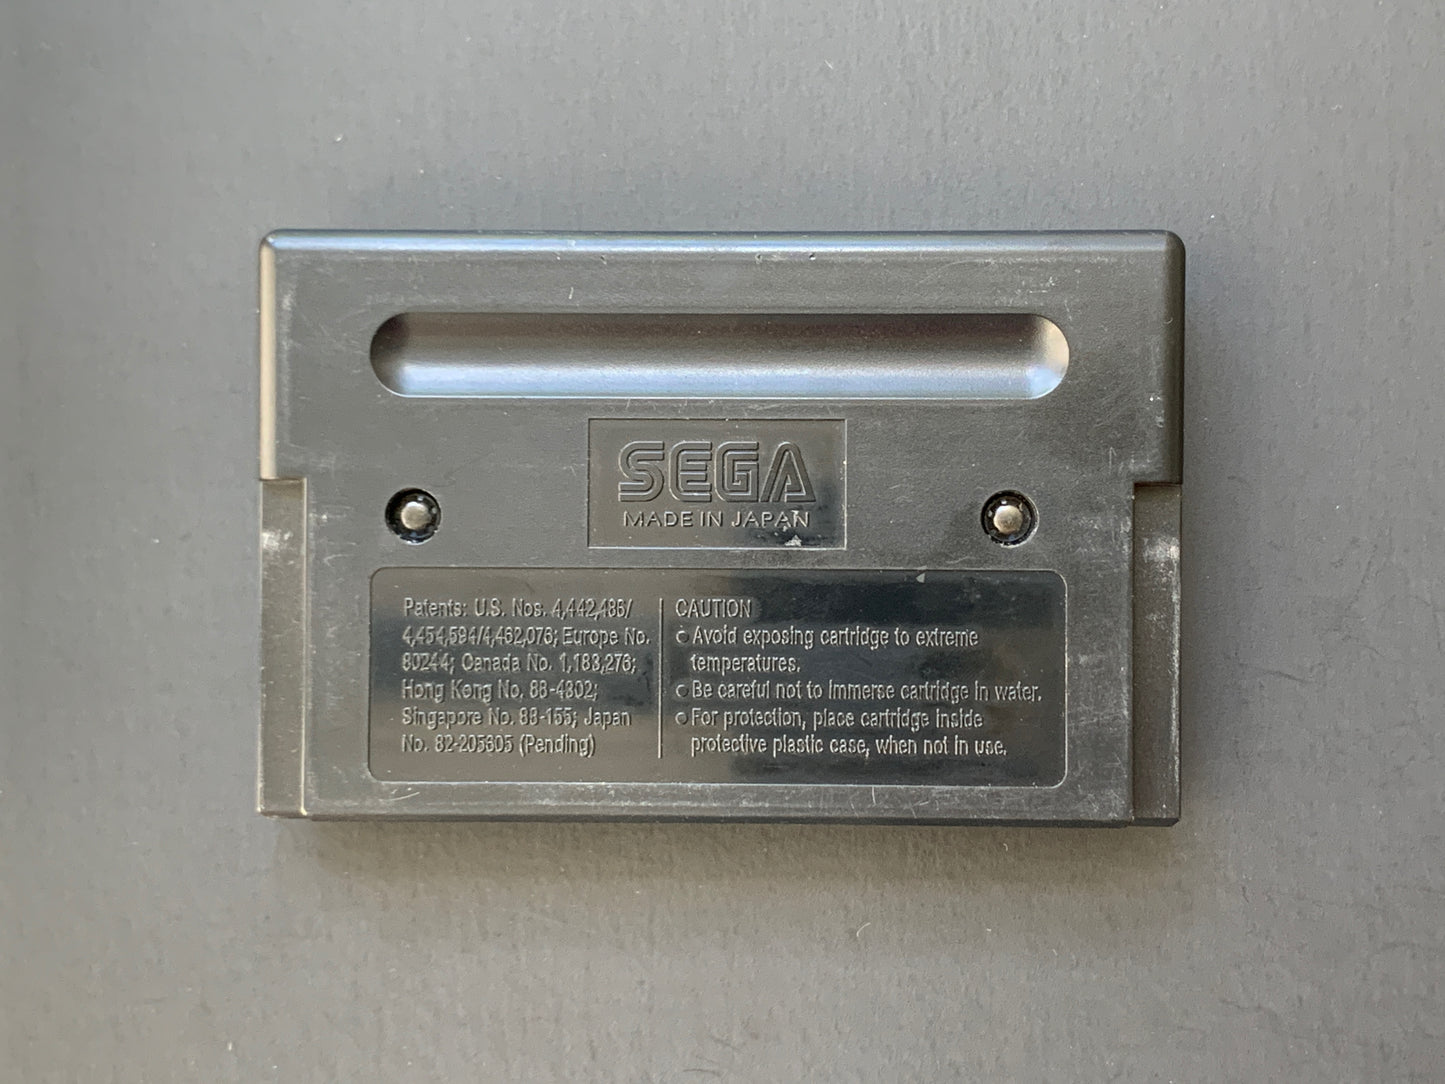 SEGA
MADE IN JAPAN
Patents: U.S. Nos. 4,442,486/
4,454,594/4,462,076; Europe No.
80244; Canada No. 1,183,276;
Hong Kong No. 88-4302;
Singapore No. 88-155; Japan
No. 82-205605 (Pending)
CAUTION
Avoid exposing cartridge to extreme
temperatures.
Be careful not to immerse cartridge in water.
For protection, place cartridge inside
protective plastic case, when not in use.